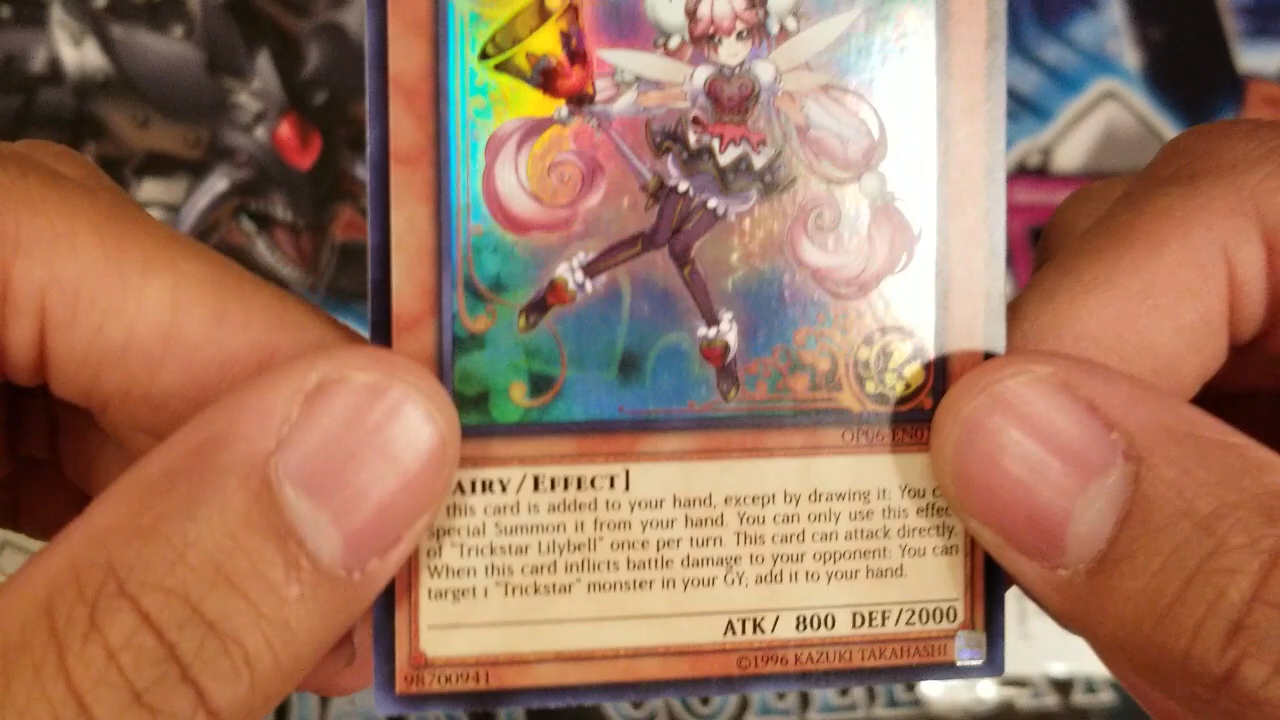 OP06-EN0
AIRY/EFFECT]
this card is added to your hand, except by drawing it: You c
Special Summon it from your hand. You can only use this effec
of "Trickstar Lilybell" once per turn. This card can attack directly.
When this card inflicts battle damage to your opponent: You can
target 1 "Trickstar" monster in your GY; add it to your hand.
ATK/ 800 DEF/2000
©1996 KAZUKI TAKAHASHI
98700941